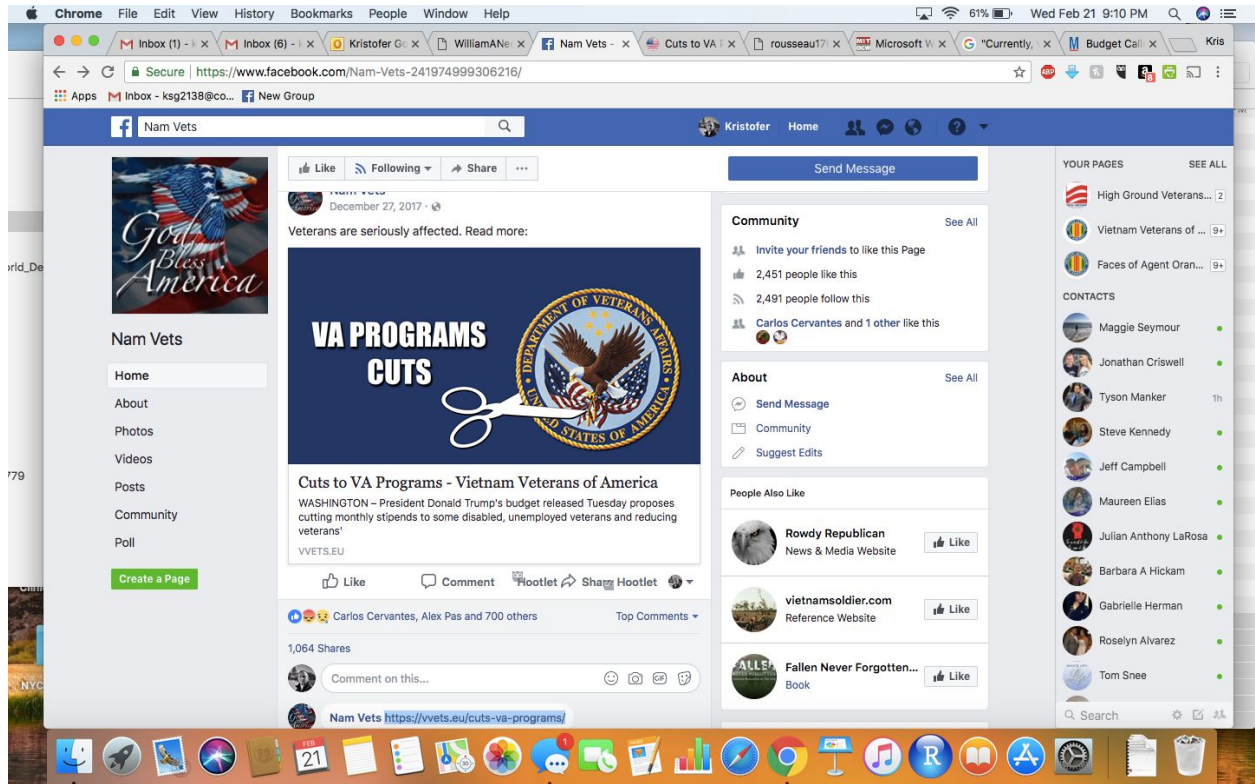 Chrome File Edit View History Bookmarks People Window Help 61% Wed Feb 21 9:10 PM
Inbox (1) - k Inbox (6) - k Kristofer Go WilliamANec Nam Vets - Cuts to VA P rousseau17 Microsoft W "Currently, Budget Call Kris
Secure | https://www.facebook.com/Nam-Vets-241974999306216/
Apps Inbox - ksg2138@co... New Group
Nam Vets
Kristofer Home
Like Following Share
Send Message
God Bless America
Nam Vets
Home
About
Photos
Videos
Posts
Community
Poll
Create a Page
Nam Vets
December 27, 2017
Veterans are seriously affected. Read more:
VA PROGRAMS
CUTS
DEPARTMENT OF VETERANS AFFAIRS
UNITED STATES OF AMERICA
Cuts to VA Programs - Vietnam Veterans of America
WASHINGTON – President Donald Trump's budget released Tuesday proposes
cutting monthly stipends to some disabled, unemployed veterans and reducing
veterans'
VVETS.EU
Like Comment Hootlet Share Hootlet
Carlos Cervantes, Alex Pas and 700 others Top Comments
1,064 Shares
Comment on this...
GIF
Nam Vets https://vvets.eu/cuts-va-programs/
Community See All
Invite your friends to like this Page
2,451 people like this
2,491 people follow this
Carlos Cervantes and 1 other like
this
About See All
Send Message
Community
Suggest Edits
People Also Like
Rowdy Republican
News & Media Website
Like
vietnamsoldier.com
Reference Website
Like
FALLEN
Fallen Never Forgotten...
Book
Like
YOUR PAGES SEE ALL
High Ground Veterans... 2
Vietnam Veterans of ... 9+
Faces of Agent Oran... 9+
CONTACTS
Maggie Seymour
Jonathan Criswell
Tyson Manker 1h
Steve Kennedy
Jeff Campbell
Maureen Elias
Julian Anthony LaRosa
Barbara A Hickam
Gabrielle Herman
Roselyn Alvarez
Tom Snee
Search
orld_De
779
NYC
FEB
21
1
R